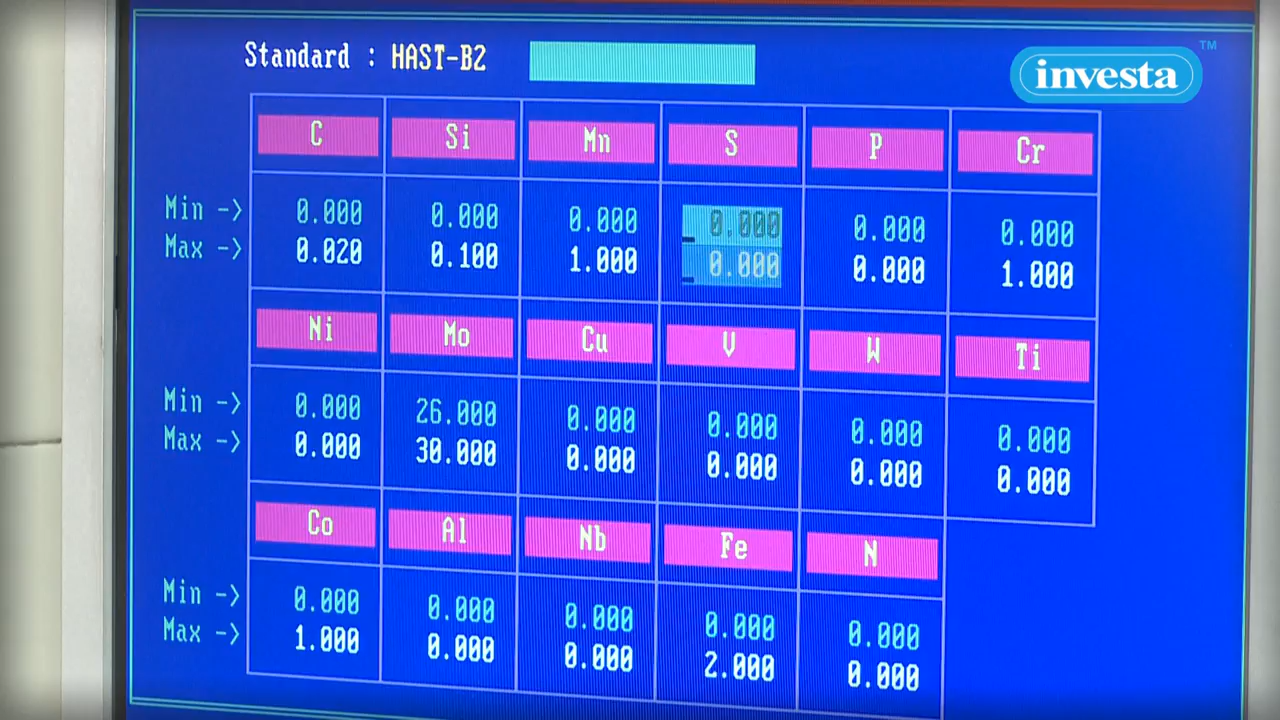 Standard : HAST-B2
investa™
C Si Mn S P Cr
Min -> 0.000 0.000 0.000 0.000 0.000 0.000
Max -> 0.020 0.100 1.000 0.000 0.000 1.000
Ni Mo Cu V W Ti
Min -> 0.000 26.000 0.000 0.000 0.000 0.000
Max -> 0.000 30.000 0.000 0.000 0.000 0.000
Co Al Nb Fe N
Min -> 0.000 0.000 0.000 0.000 0.000
Max -> 1.000 0.000 0.000 2.000 0.000